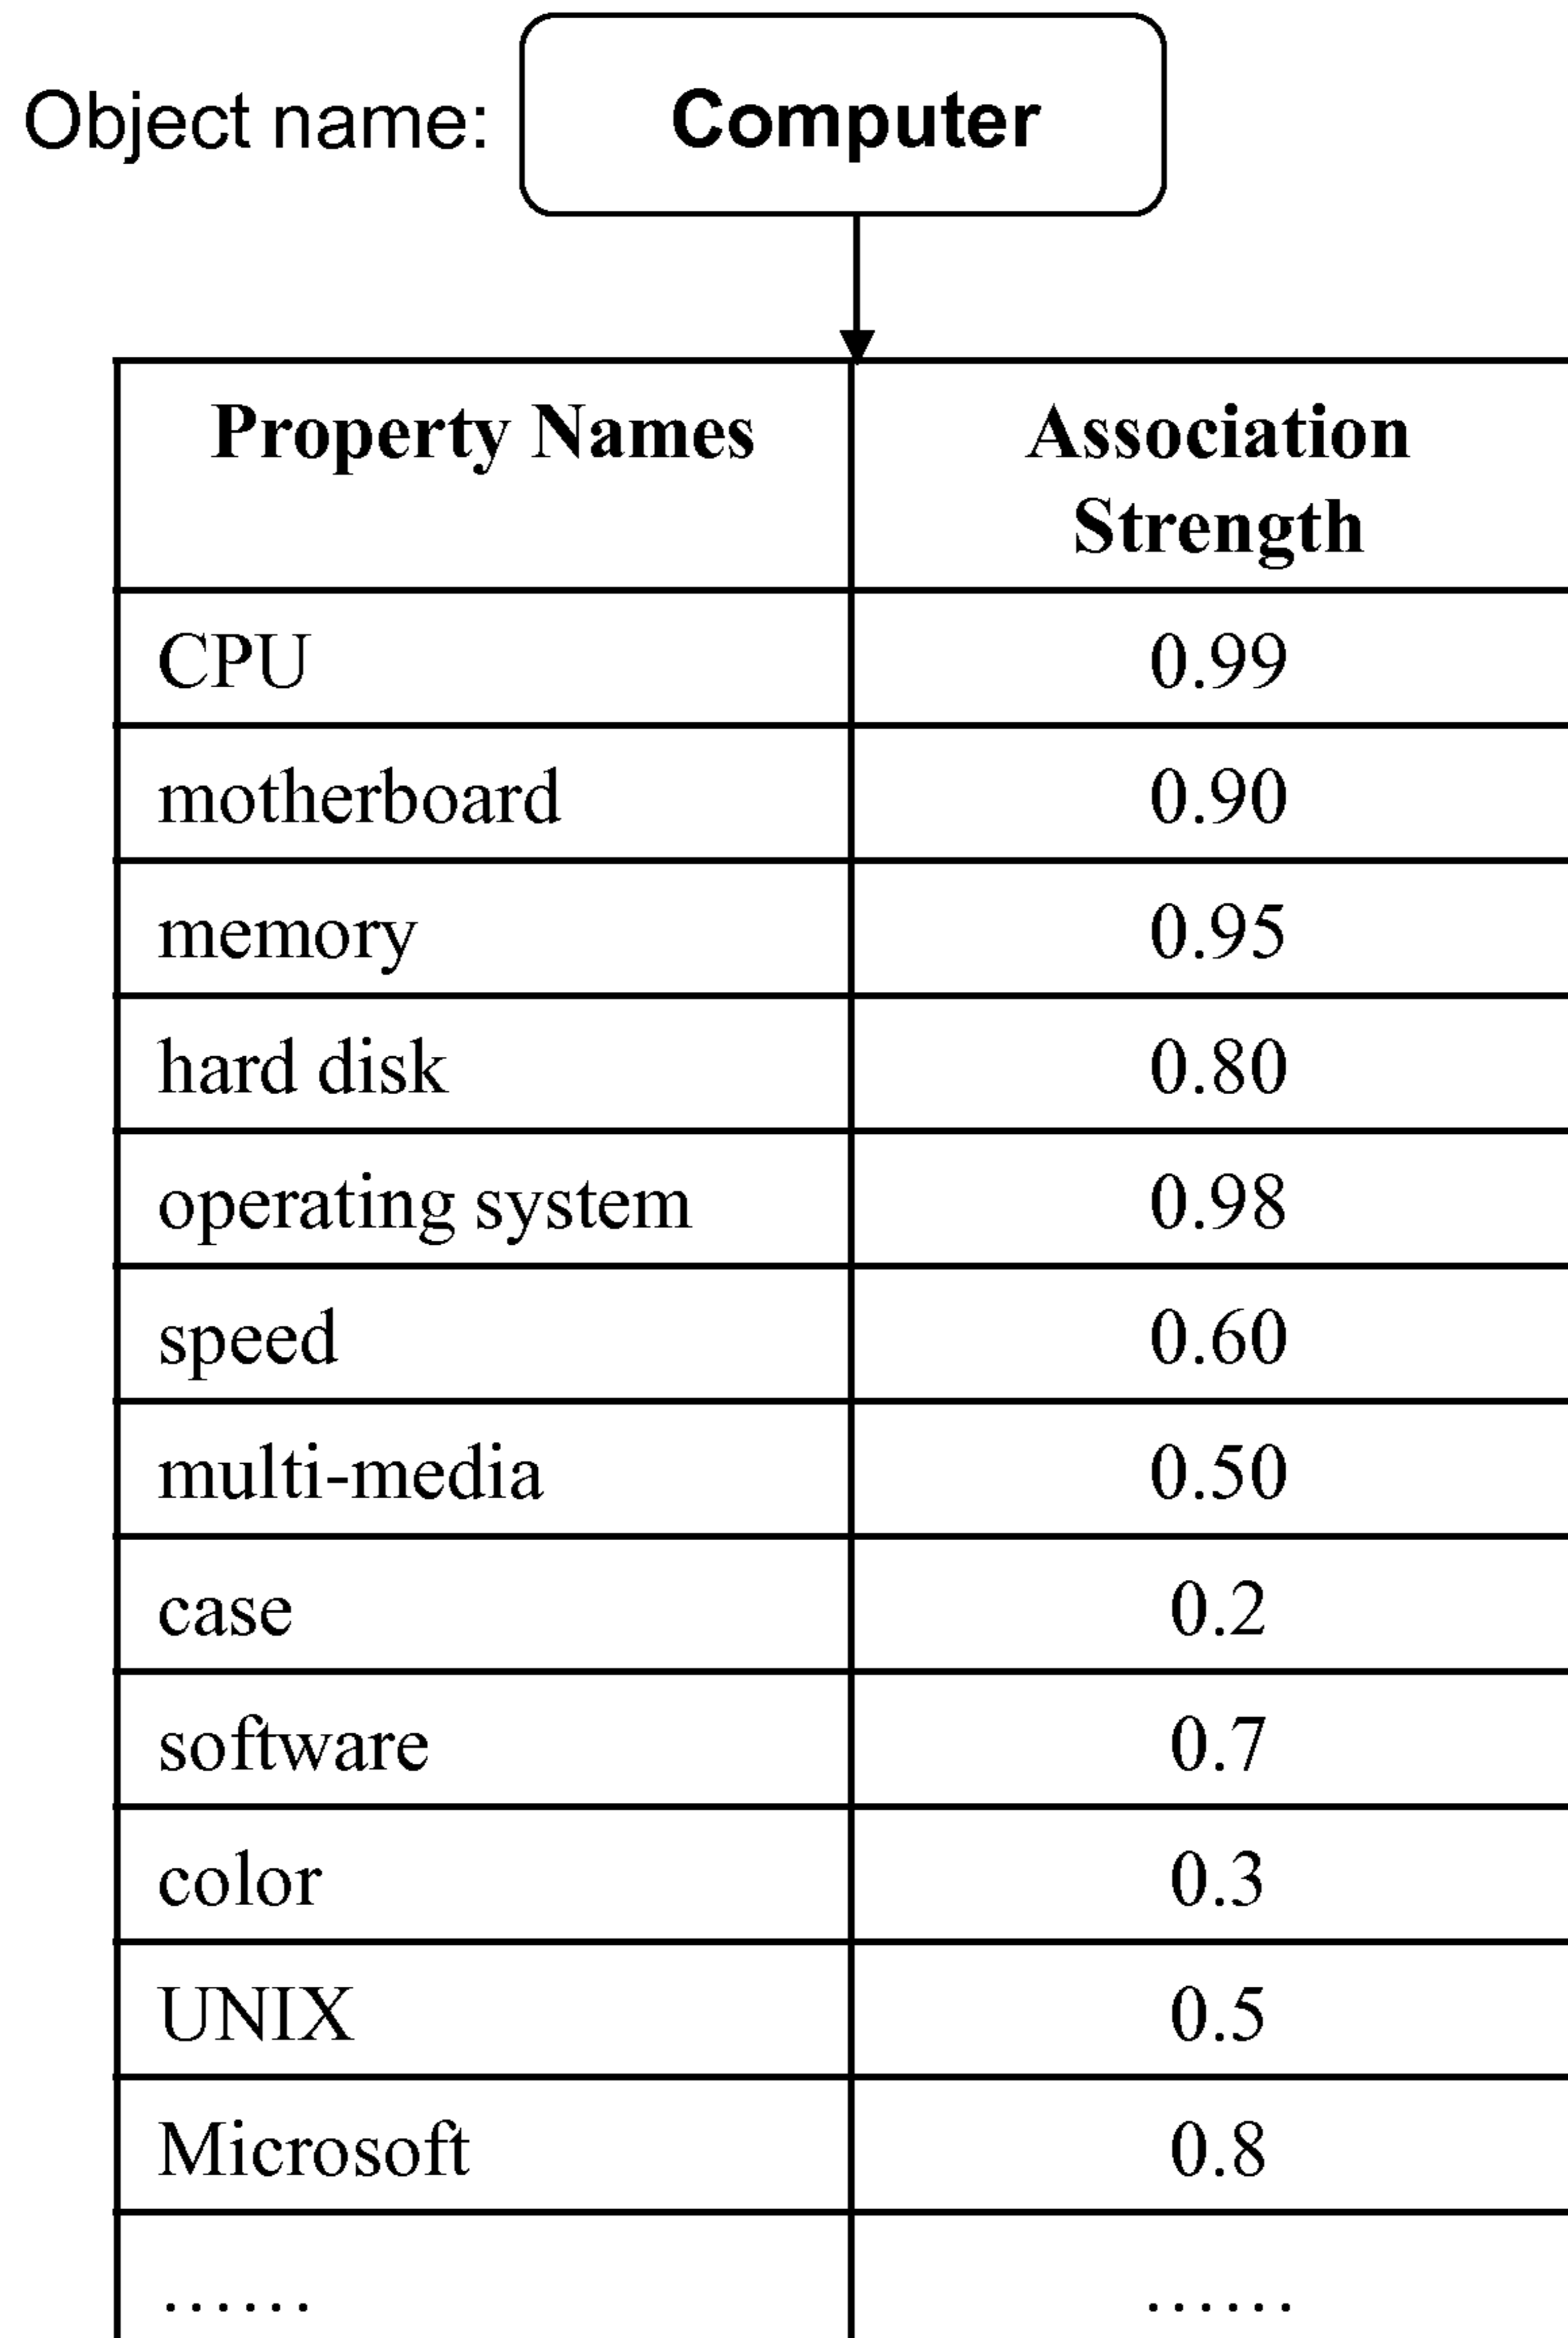 Object name: Computer
Property Names Association
Strength
CPU 0.99
motherboard 0.90
memory 0.95
hard disk 0.80
operating system 0.98
speed 0.60
multi-media 0.50
case 0.2
software 0.7
color 0.3
UNIX 0.5
Microsoft 0.8
...... ......